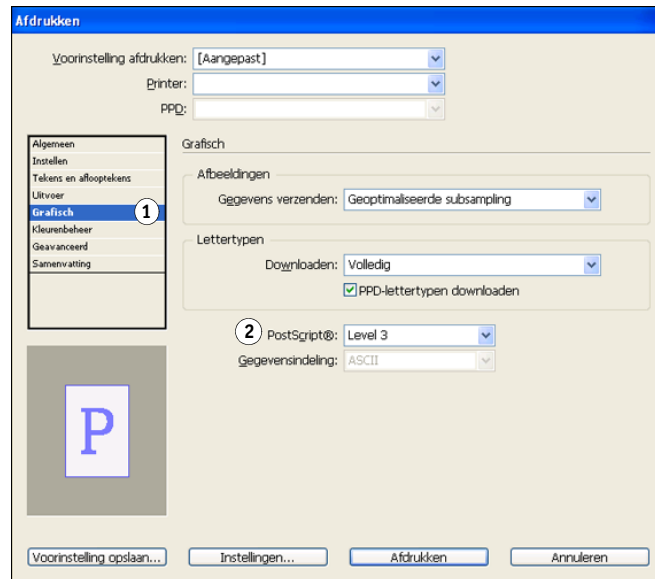 Afdrukken
Voorinstelling afdrukken: [Aangepast]
Printer:
PPD:
Algemeen
Instellen
Tekens en aflooptekens
Uitvoer
Grafisch 1
Kleurenbeheer
Geavanceerd
Samenvatting
Grafisch
Afbeeldingen
Gegevens verzenden: Geoptimaliseerde subsampling
Lettertypen
Downloaden: Volledig
PPD-lettertypen downloaden
2 PostScript®: Level 3
Gegevensindeling: ASCII
P
Voorinstelling opslaan... Instellingen... Afdrukken Annuleren